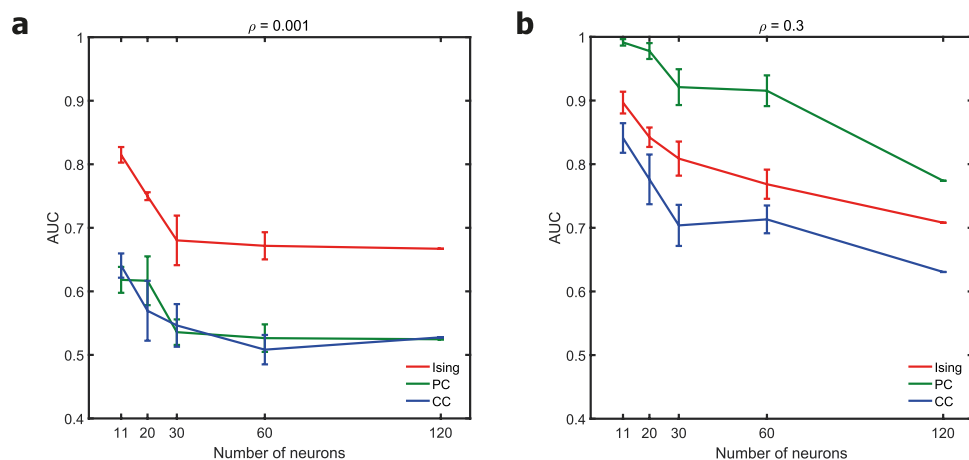 a
ρ = 0.001
1
0.9
0.8
0.7
0.6
0.5
0.4
AUC
11 20 30 60 120
Number of neurons
Ising
PC
CC
b
ρ = 0.3
1
0.9
0.8
0.7
0.6
0.5
0.4
AUC
11 20 30 60 120
Number of neurons
Ising
PC
CC